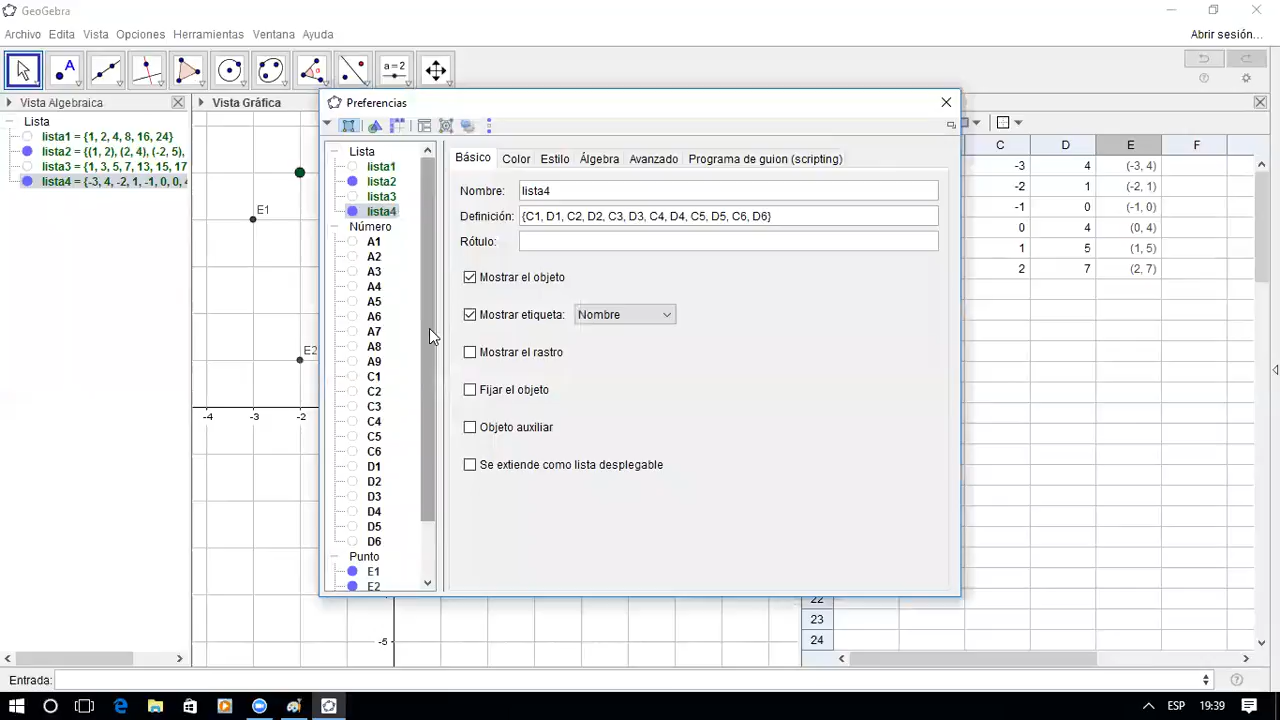 GeoGebra
Archivo Edita Vista Opciones Herramientas Ventana Ayuda
Abrir sesión...
A
a=2
Vista Algebraica
Vista Gráfica
Lista
lista1 = {1, 2, 4, 8, 16, 24}
lista2 = {(1, 2), (2, 4), (-2, 5),
lista3 = {1, 3, 5, 7, 13, 15, 17
lista4 = {-3, 4, -2, 1, -1, 0, 0, 4
E1
E2
-4 -3 -2
-5
Preferencias
Lista
lista1
lista2
lista3
lista4
Número
A1
A2
A3
A4
A5
A6
A7
A8
A9
C1
C2
C3
C4
C5
C6
D1
D2
D3
D4
D5
D6
Punto
E1
E2
Básico Color Estilo Álgebra Avanzado Programa de guion (scripting)
Nombre: lista4
Definición: {C1, D1, C2, D2, C3, D3, C4, D4, C5, D5, C6, D6}
Rótulo:
Mostrar el objeto
Mostrar etiqueta: Nombre
Mostrar el rastro
Fijar el objeto
Objeto auxiliar
Se extiende como lista desplegable
C D E F
-3 4 (-3, 4)
-2 1 (-2, 1)
-1 0 (-1, 0)
0 4 (0, 4)
1 5 (1, 5)
2 7 (2, 7)
22
23
24
Entrada:
ESP 19:39